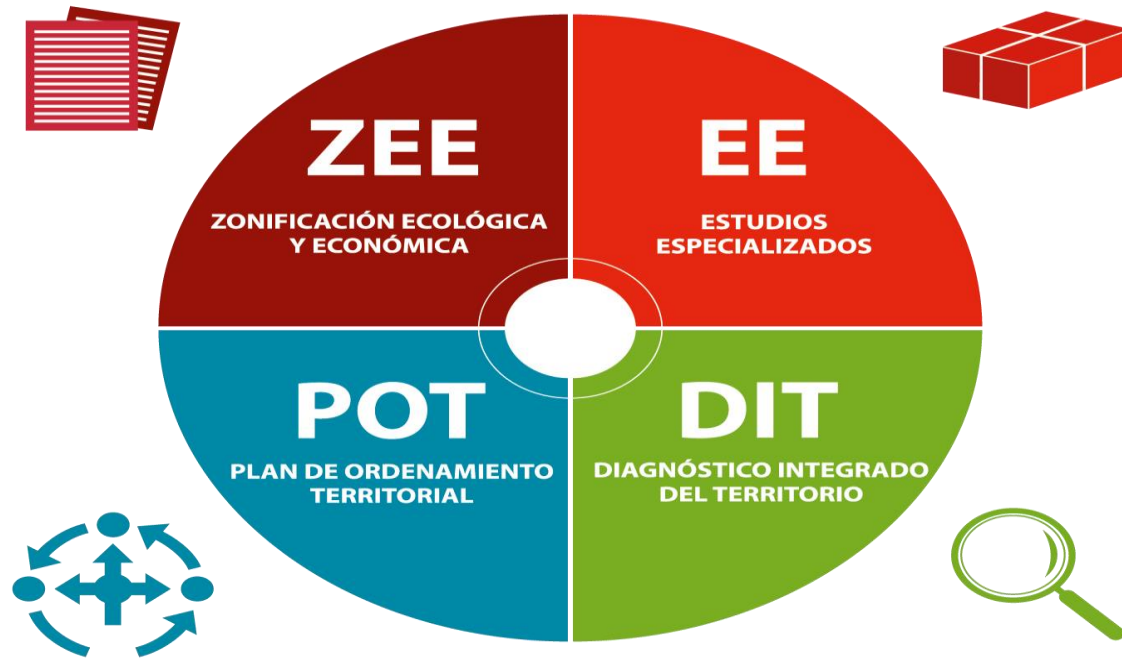 ZEE
ZONIFICACIÓN ECOLÓGICA
Y ECONÓMICA
EE
ESTUDIOS
ESPECIALIZADOS
POT
PLAN DE ORDENAMIENTO
TERRITORIAL
DIT
DIAGNÓSTICO INTEGRADO
DEL TERRITORIO